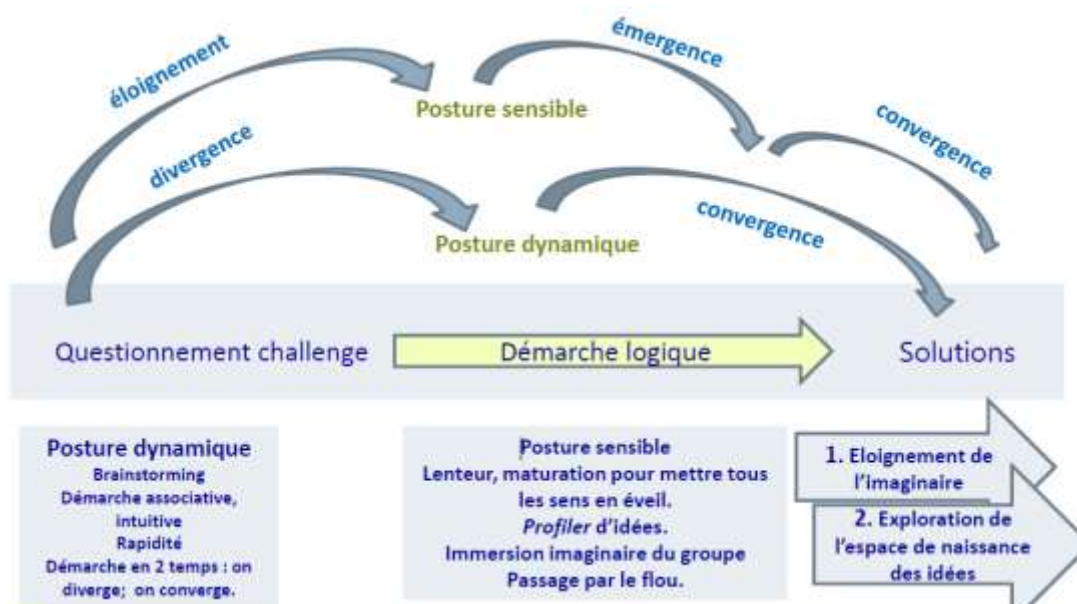 éloignement
émergence
Posture sensible
divergence
convergence
convergence
Posture dynamique
Questionnement challenge
Démarche logique
Solutions
Posture dynamique
Brainstorming
Démarche associative,
intuitive
Rapidité
Démarche en 2 temps : on
diverge; on converge.
Posture sensible
Lenteur, maturation pour mettre tous
les sens en éveil.
Profiler d'idées.
Immersion imaginaire du groupe
Passage par le flou.
1. Eloignement de
l'imaginaire
2. Exploration de
l'espace de naissance
des idées